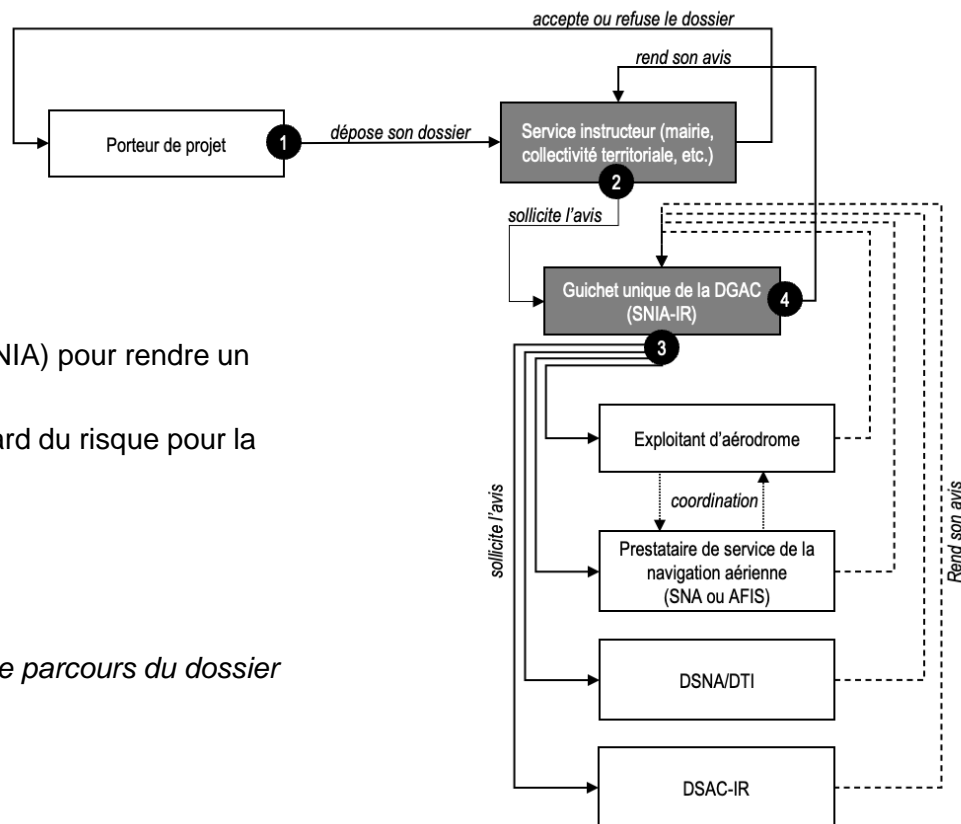 accepte ou refuse le dossier
rend son avis
Porteur de projet
1
dépose son dossier
Service instructeur (mairie,
collectivité territoriale, etc.)
2
sollicite l'avis
Guichet unique de la DGAC
(SNIA-IR)
4
3
NIA) pour rendre un
ard du risque pour la
e parcours du dossier
sollicite l'avis
Exploitant d'aérodrome
coordination
Prestataire de service de la
navigation aérienne
(SNA ou AFIS)
DSNA/DTI
DSAC-IR
Rend son avis